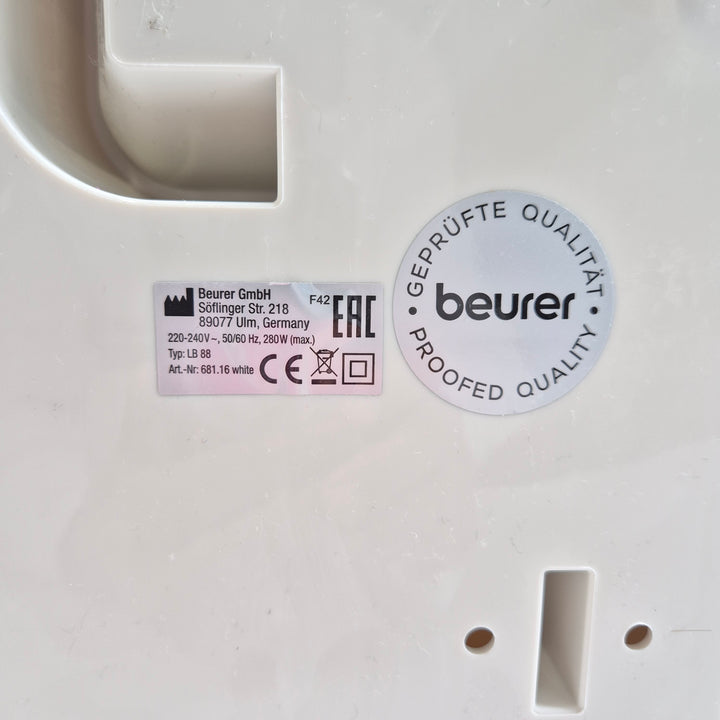 Beurer GmbH
Söflinger Str. 218
89077 Ulm, Germany
F42
EAC
220-240V~, 50/60 Hz, 280W (max.)
Typ: LB 88
Art.-Nr: 681.16 white
CE
GEPRÜFTE QUALITÄT
· beurer ·
PROOFED QUALITY